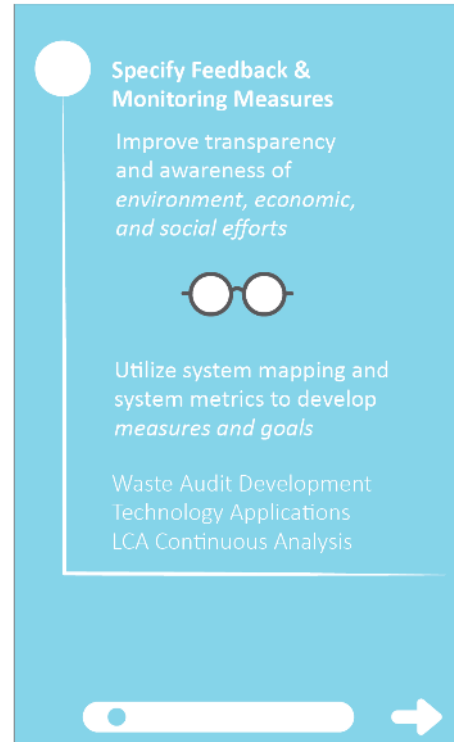 Specify Feedback &
Monitoring Measures
Improve transparency
and awareness of
environment, economic,
and social efforts
Utilize system mapping and
system metrics to develop
measures and goals
Waste Audit Development
Technology Applications
LCA Continuous Analysis